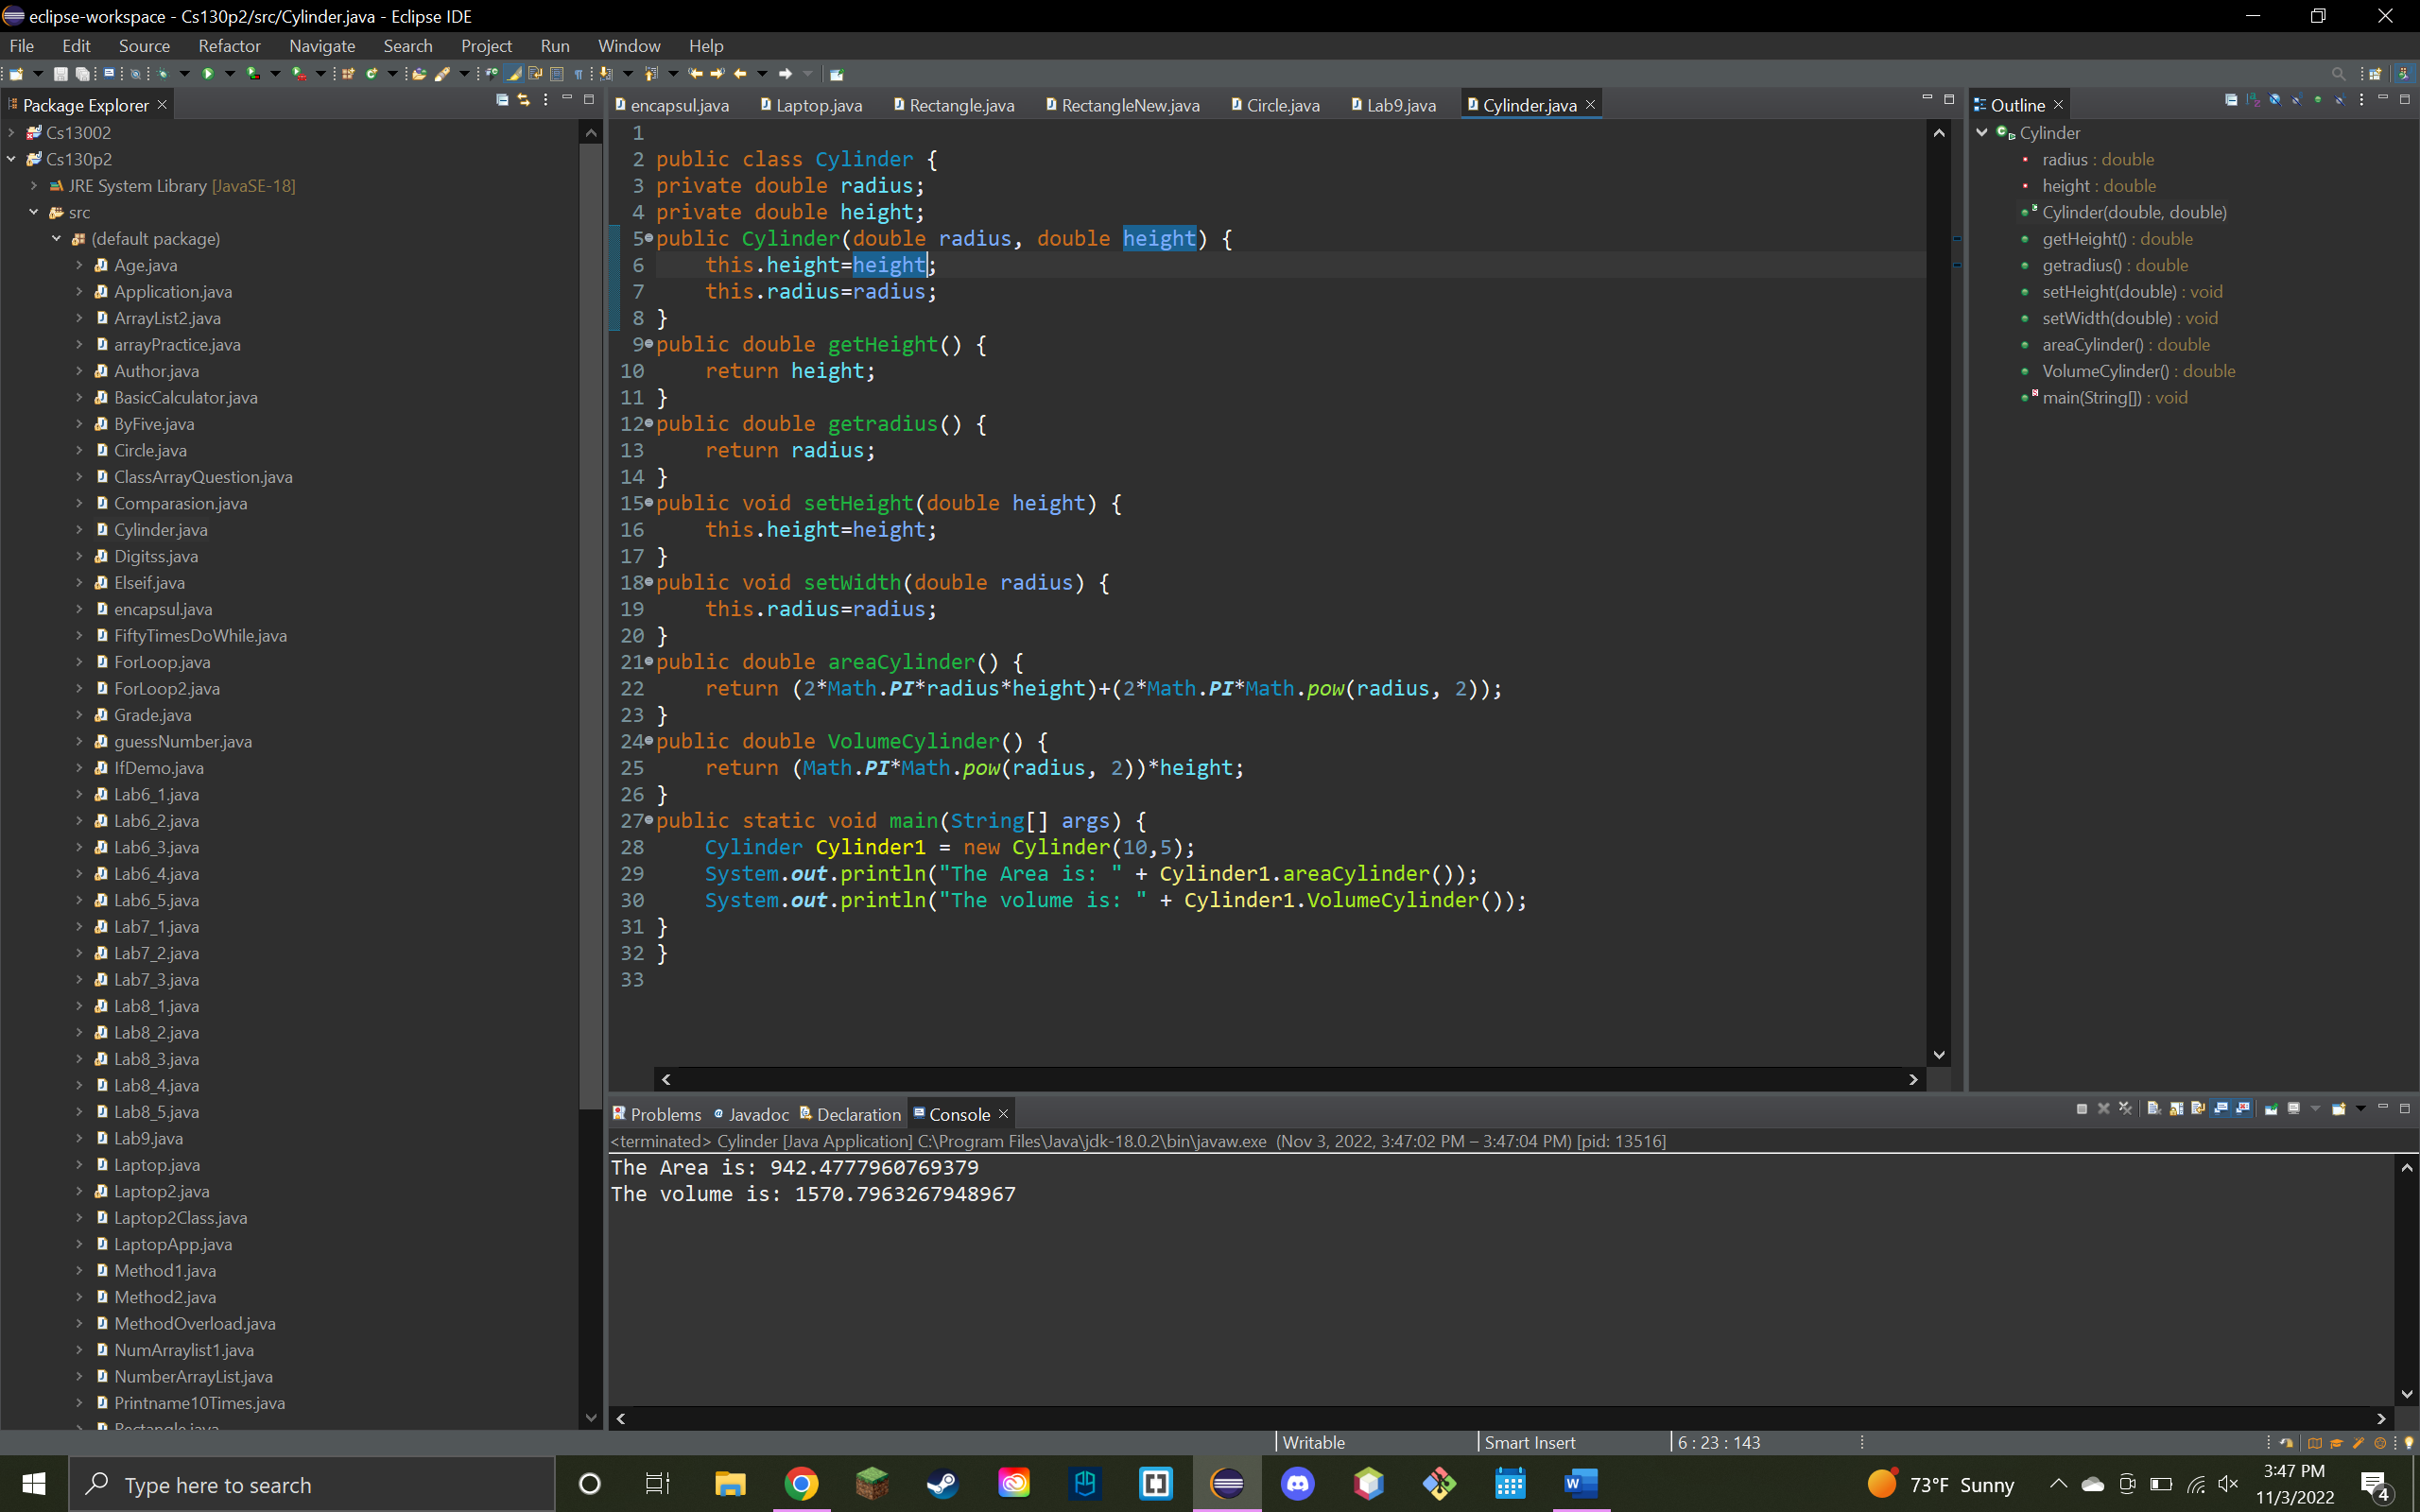 eclipse-workspace - Cs130p2/src/Cylinder.java - Eclipse IDE
File Edit Source Refactor Navigate Search Project Run Window Help
Package Explorer
Cs13002
Cs130p2
JRE System Library [JavaSE-18]
src
(default package)
Age.java
Application.java
ArrayList2.java
arrayPractice.java
Author.java
BasicCalculator.java
ByFive.java
Circle.java
ClassArrayQuestion.java
Comparasion.java
Cylinder.java
Digitss.java
Elseif.java
encapsul.java
FiftyTimesDoWhile.java
ForLoop.java
ForLoop2.java
Grade.java
guessNumber.java
IfDemo.java
Lab6_1.java
Lab6_2.java
Lab6_3.java
Lab6_4.java
Lab6_5.java
Lab7_1.java
Lab7_2.java
Lab7_3.java
Lab8_1.java
Lab8_2.java
Lab8_3.java
Lab8_4.java
Lab8_5.java
Lab9.java
Laptop.java
Laptop2.java
Laptop2Class.java
LaptopApp.java
Method1.java
Method2.java
MethodOverload.java
NumArraylist1.java
NumberArrayList.java
Printname10Times.java
Rectangle.java
encapsul.java Laptop.java Rectangle.java RectangleNew.java Circle.java Lab9.java Cylinder.java
1
2 public class Cylinder {
3 private double radius;
4 private double height;
5 public Cylinder(double radius, double height) {
6 this.height=height;
7 this.radius=radius;
8 }
9 public double getHeight() {
10 return height;
11 }
12 public double getradius() {
13 return radius;
14 }
15 public void setHeight(double height) {
16 this.height=height;
17 }
18 public void setWidth(double radius) {
19 this.radius=radius;
20 }
21 public double areaCylinder() {
22 return (2*Math.PI*radius*height)+(2*Math.PI*Math.pow(radius, 2));
23 }
24 public double VolumeCylinder() {
25 return (Math.PI*Math.pow(radius, 2))*height;
26 }
27 public static void main(String[] args) {
28 Cylinder Cylinder1 = new Cylinder(10,5);
29 System.out.println("The Area is: " + Cylinder1.areaCylinder());
30 System.out.println("The volume is: " + Cylinder1.VolumeCylinder());
31 }
32 }
33
Outline
Cylinder
radius : double
height : double
Cylinder(double, double)
getHeight() : double
getradius() : double
setHeight(double) : void
setWidth(double) : void
areaCylinder() : double
VolumeCylinder() : double
main(String[]) : void
Problems Javadoc Declaration Console
<terminated> Cylinder [Java Application] C:\Program Files\Java\jdk-18.0.2\bin\javaw.exe (Nov 3, 2022, 3:47:02 PM – 3:47:04 PM) [pid: 13516]
The Area is: 942.4777960769379
The volume is: 1570.7963267948967
Writable Smart Insert 6 : 23 : 143
Type here to search
73°F Sunny
3:47 PM
11/3/2022
4